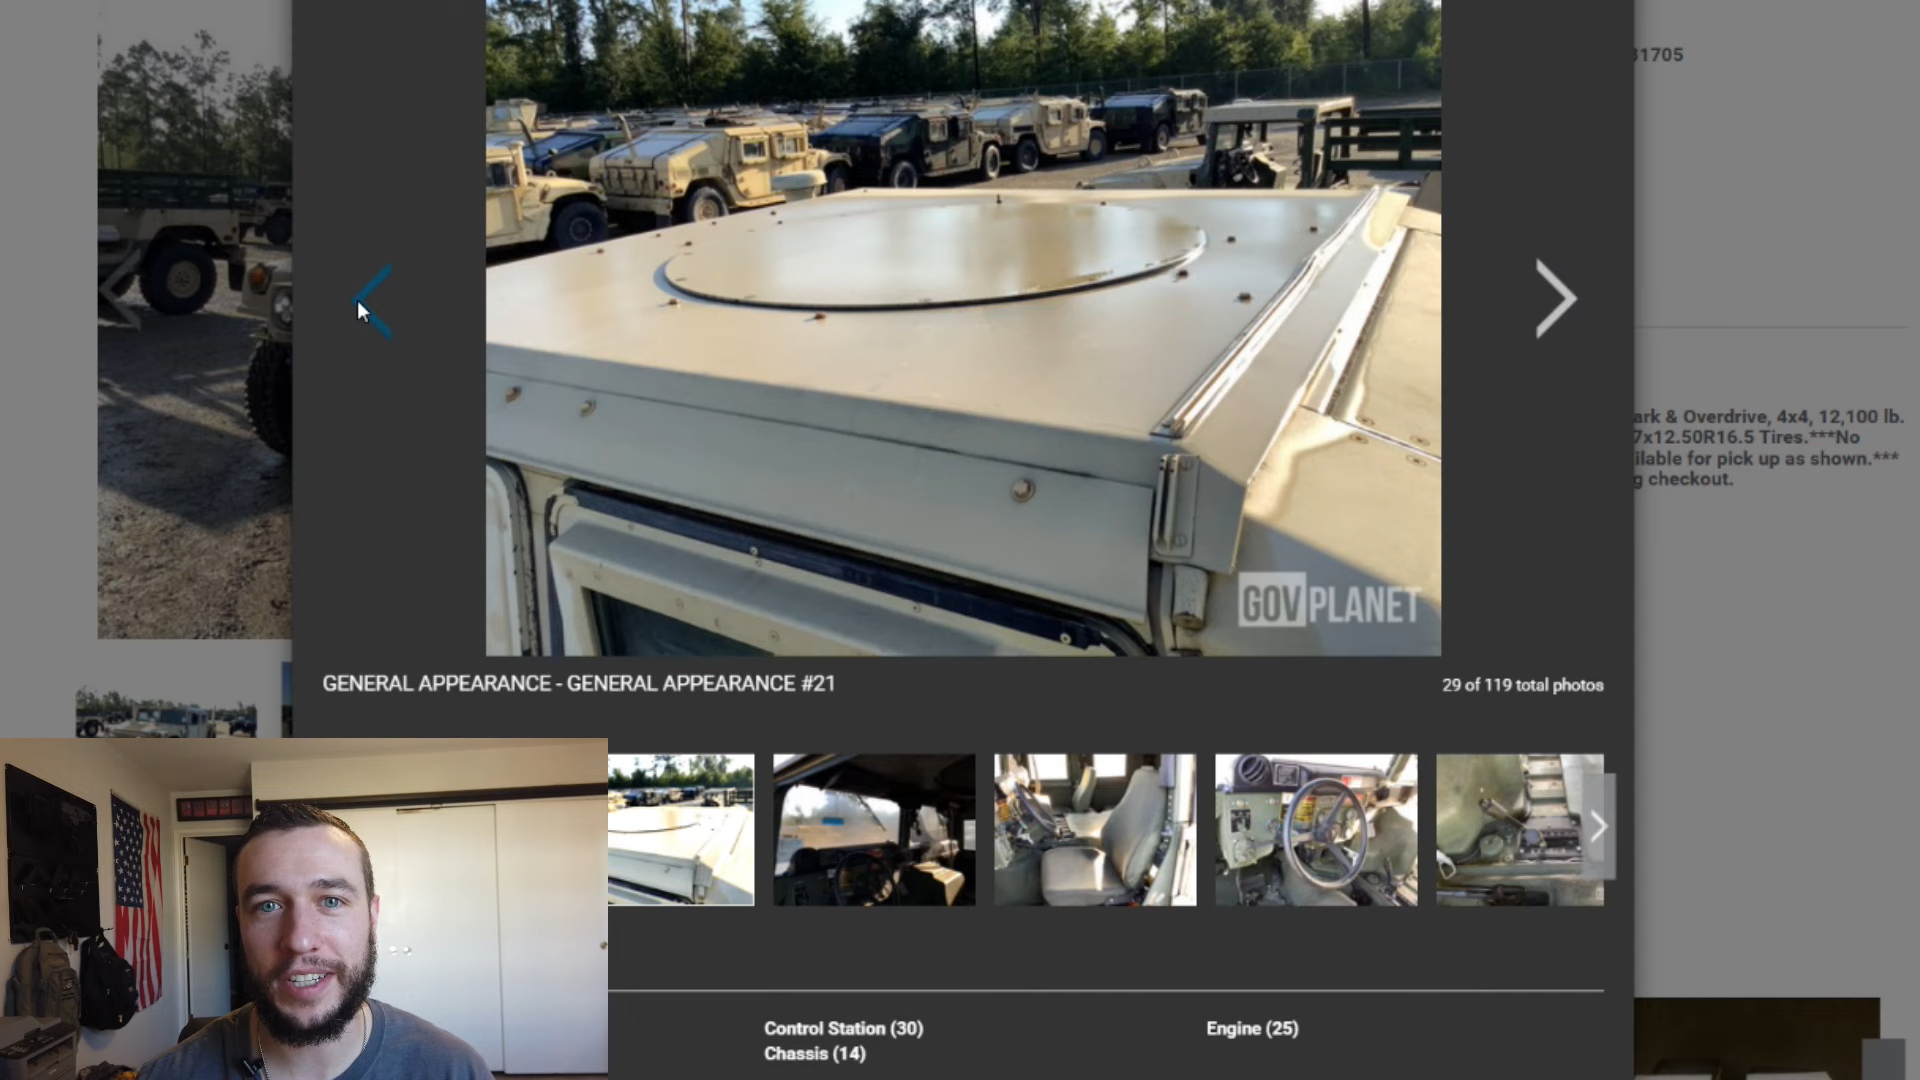 31705
ark & Overdrive, 4x4, 12,100 lb.
7x12.50R16.5 Tires.***No
ilable for pick up as shown.***
g checkout.
GOVPLANET
GENERAL APPEARANCE - GENERAL APPEARANCE #21
29 of 119 total photos
Control Station (30)
Engine (25)
Chassis (14)